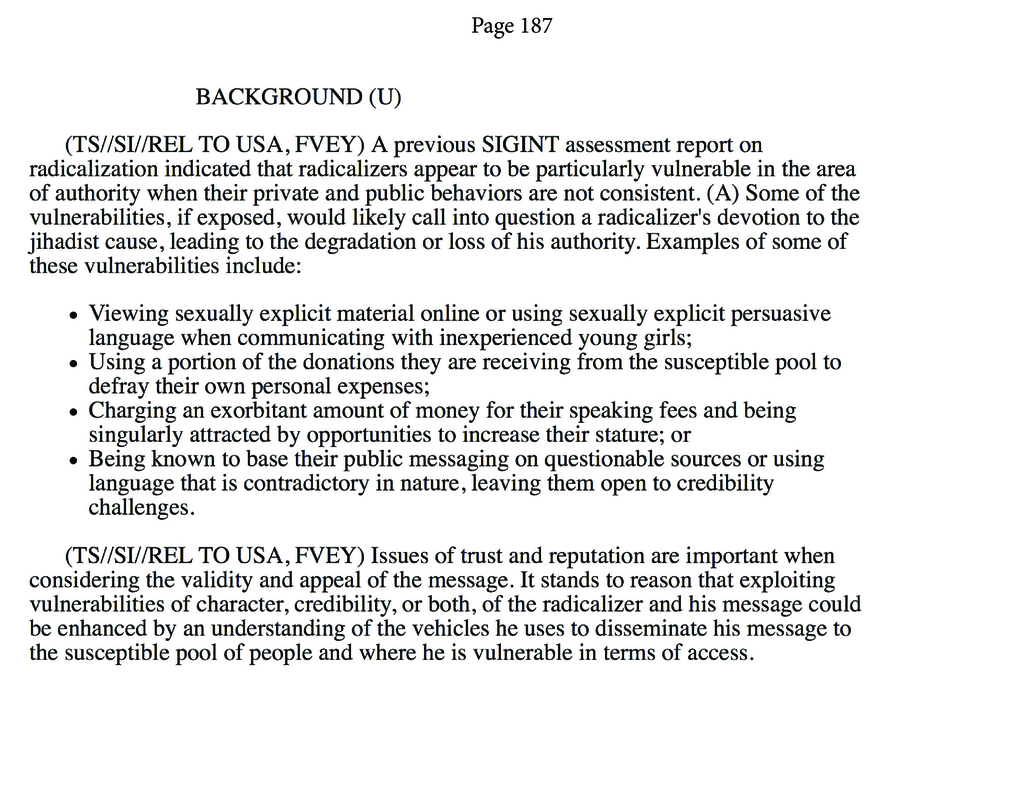 Page 187
BACKGROUND (U)
(TS//SI//REL TO USA, FVEY) A previous SIGINT assessment report on
radicalization indicated that radicalizers appear to be particularly vulnerable in the area
of authority when their private and public behaviors are not consistent. (A) Some of the
vulnerabilities, if exposed, would likely call into question a radicalizer's devotion to the
jihadist cause, leading to the degradation or loss of his authority. Examples of some of
these vulnerabilities include:
• Viewing sexually explicit material online or using sexually explicit persuasive
language when communicating with inexperienced young girls;
• Using a portion of the donations they are receiving from the susceptible pool to
defray their own personal expenses;
• Charging an exorbitant amount of money for their speaking fees and being
singularly attracted by opportunities to increase their stature; or
• Being known to base their public messaging on questionable sources or using
language that is contradictory in nature, leaving them open to credibility
challenges.
(TS//SI//REL TO USA, FVEY) Issues of trust and reputation are important when
considering the validity and appeal of the message. It stands to reason that exploiting
vulnerabilities of character, credibility, or both, of the radicalizer and his message could
be enhanced by an understanding of the vehicles he uses to disseminate his message to
the susceptible pool of people and where he is vulnerable in terms of access.